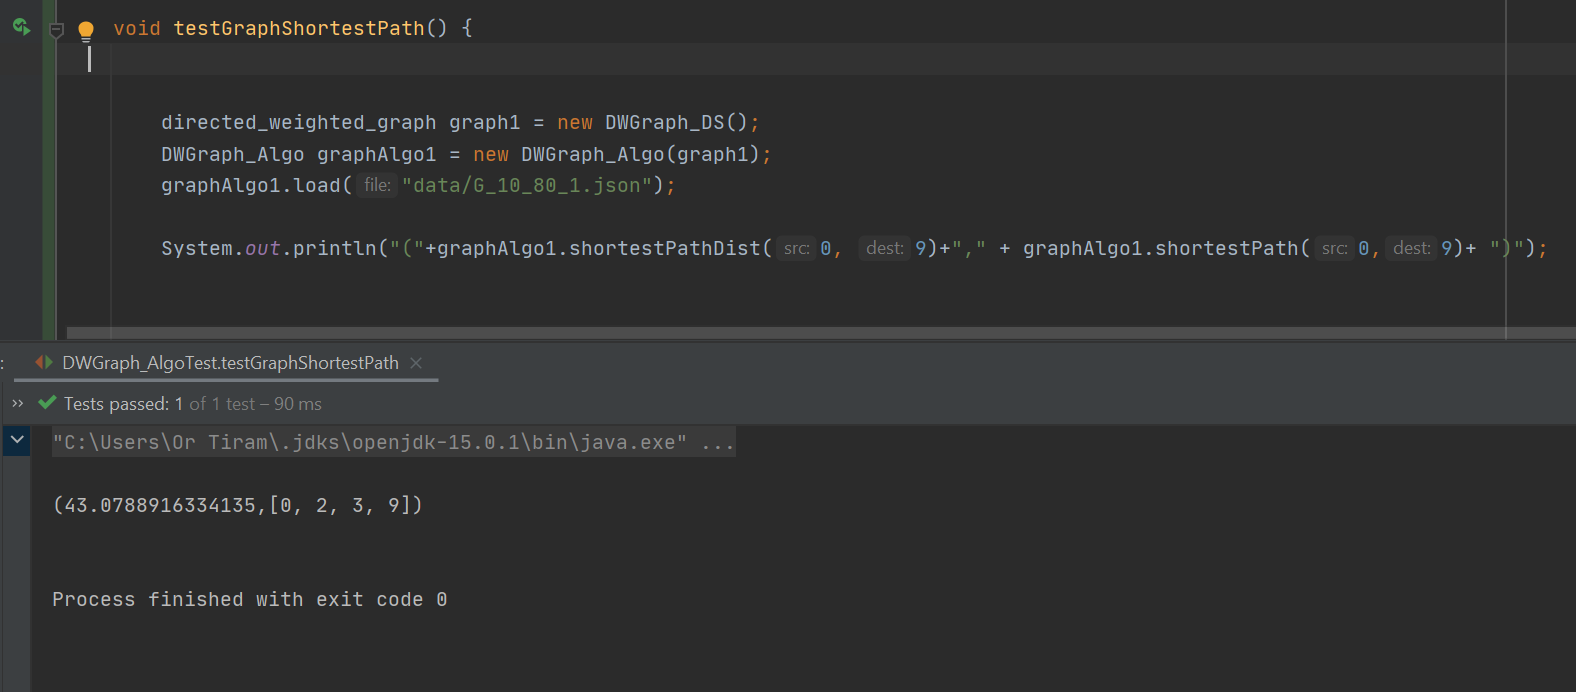 void testGraphShortestPath() {
directed_weighted_graph graph1 = new DWGraph_DS();
DWGraph_Algo graphAlgo1 = new DWGraph_Algo(graph1);
graphAlgo1.load( file: "data/G_10_80_1.json");
System.out.println("("+graphAlgo1.shortestPathDist( src: 0, dest: 9)+"," + graphAlgo1.shortestPath( src: 0, dest: 9)+ ")");
: DWGraph_AlgoTest.testGraphShortestPath ×
» Tests passed: 1 of 1 test – 90 ms
"C:\Users\Or Tiram\.jdks\openjdk-15.0.1\bin\java.exe" ...
(43.0788916334135,[0, 2, 3, 9])
Process finished with exit code 0